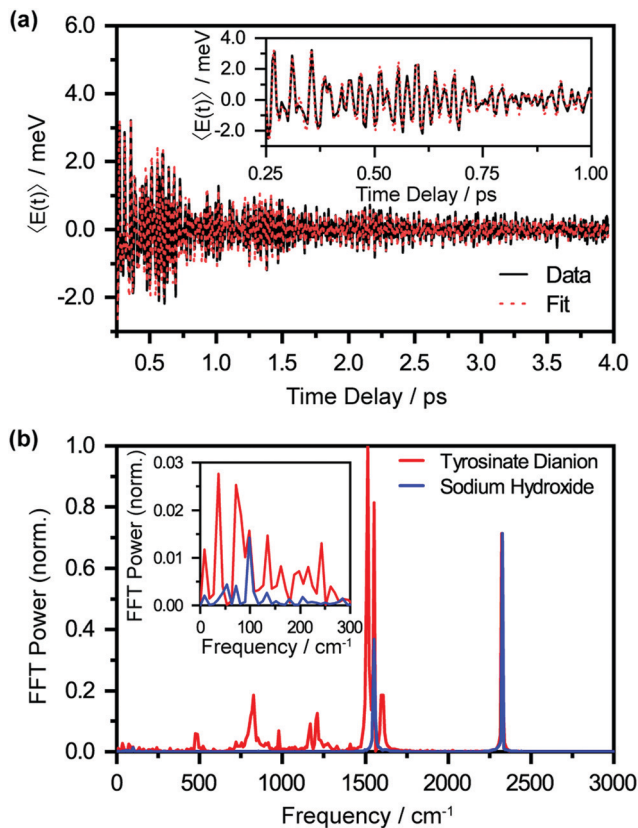 (a)
6.0
4.0
2.0
0.0
-2.0
⟨E(t)⟩ / meV
4.0
2.0
0.0
-2.0
⟨E(t)⟩ / meV
0.25 0.50 0.75 1.00
Time Delay / ps
Data
Fit
0.5 1.0 1.5 2.0 2.5 3.0 3.5 4.0
Time Delay / ps
(b)
1.0
0.8
0.6
0.4
0.2
0.0
FFT Power (norm.)
0.03
0.02
0.01
0.00
FFT Power (norm.)
0 100 200 300
Frequency / cm⁻¹
Tyrosinate Dianion
Sodium Hydroxide
0 500 1000 1500 2000 2500 3000
Frequency / cm⁻¹